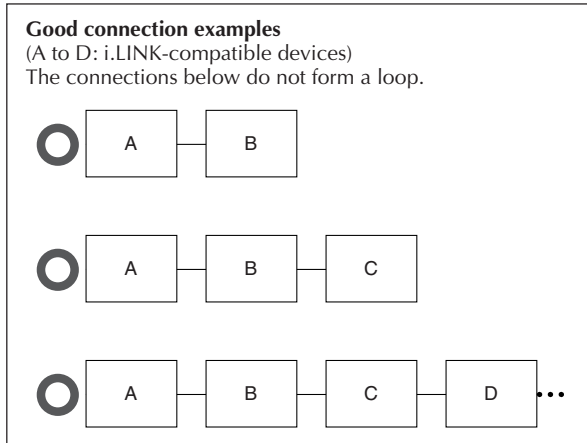 Good connection examples
(A to D: i.LINK-compatible devices)
The connections below do not form a loop.
A B
A B C
A B C D